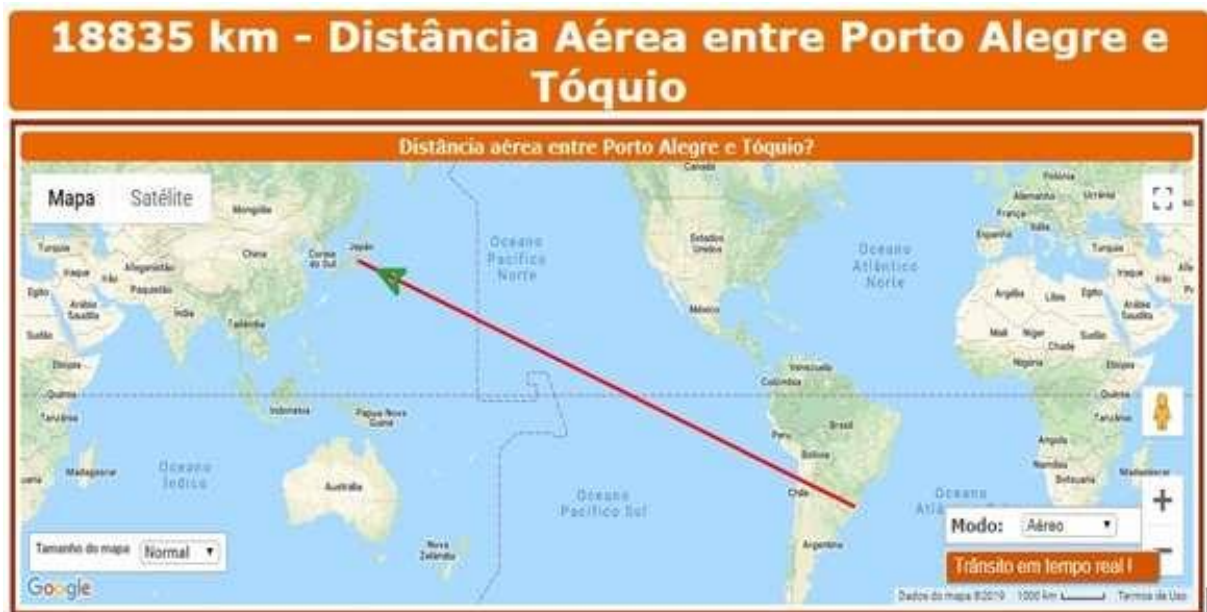 18835 km - Distância Aérea entre Porto Alegre e
Tóquio
Distância aérea entre Porto Alegre e Tóquio?
Mapa Satélite
Canadá
Polônia
Alemanha Ucrânia
França
Itália
Espanha
Turquia
Iraque Irã
Argélia Líbia Egito
Arábia
Saudita
Mali Niger Sudão
Chade
Nigéria
Etiópia
Quênia
Tanzânia
Angola
Namíbia
Botsuana
Madagascar
Mongólia
China
Coreia
do Sul
Japão
Turquia
Iraque Irã
Afeganistão
Paquistão
Egito
Arábia
Saudita
Índia
Tailândia
Sudão
Etiópia
Quênia
Tanzânia
Indonésia
Papua Nova
Guiné
Madagascar
Oceano
Índico
Austrália
Nova
Zelândia
Oceano
Pacífico
Norte
Estados
Unidos
México
Oceano
Atlântico
Norte
Venezuela
Colômbia
Peru
Brasil
Bolívia
Chile
Argentina
Oceano
Pacífico Sul
Oceano
Modo: Aéreo
Trânsito em tempo real !
Tamanho do mapa Normal
Google
Dados do mapa ©2019 1000 km Termos de Uso